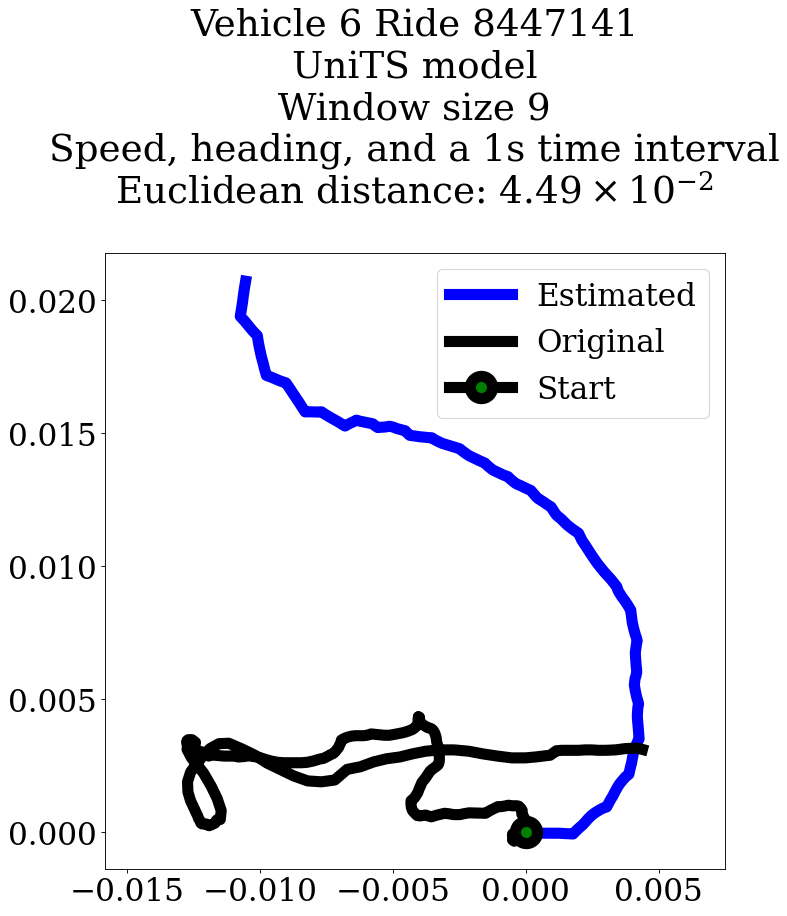 Vehicle 6 Ride 8447141
UniTS model
Window size 9
Speed, heading, and a 1s time interval
Euclidean distance: 4.49 × 10⁻²
Estimated
Original
Start
0.020
0.015
0.010
0.005
0.000
−0.015 −0.010 −0.005 0.000 0.005